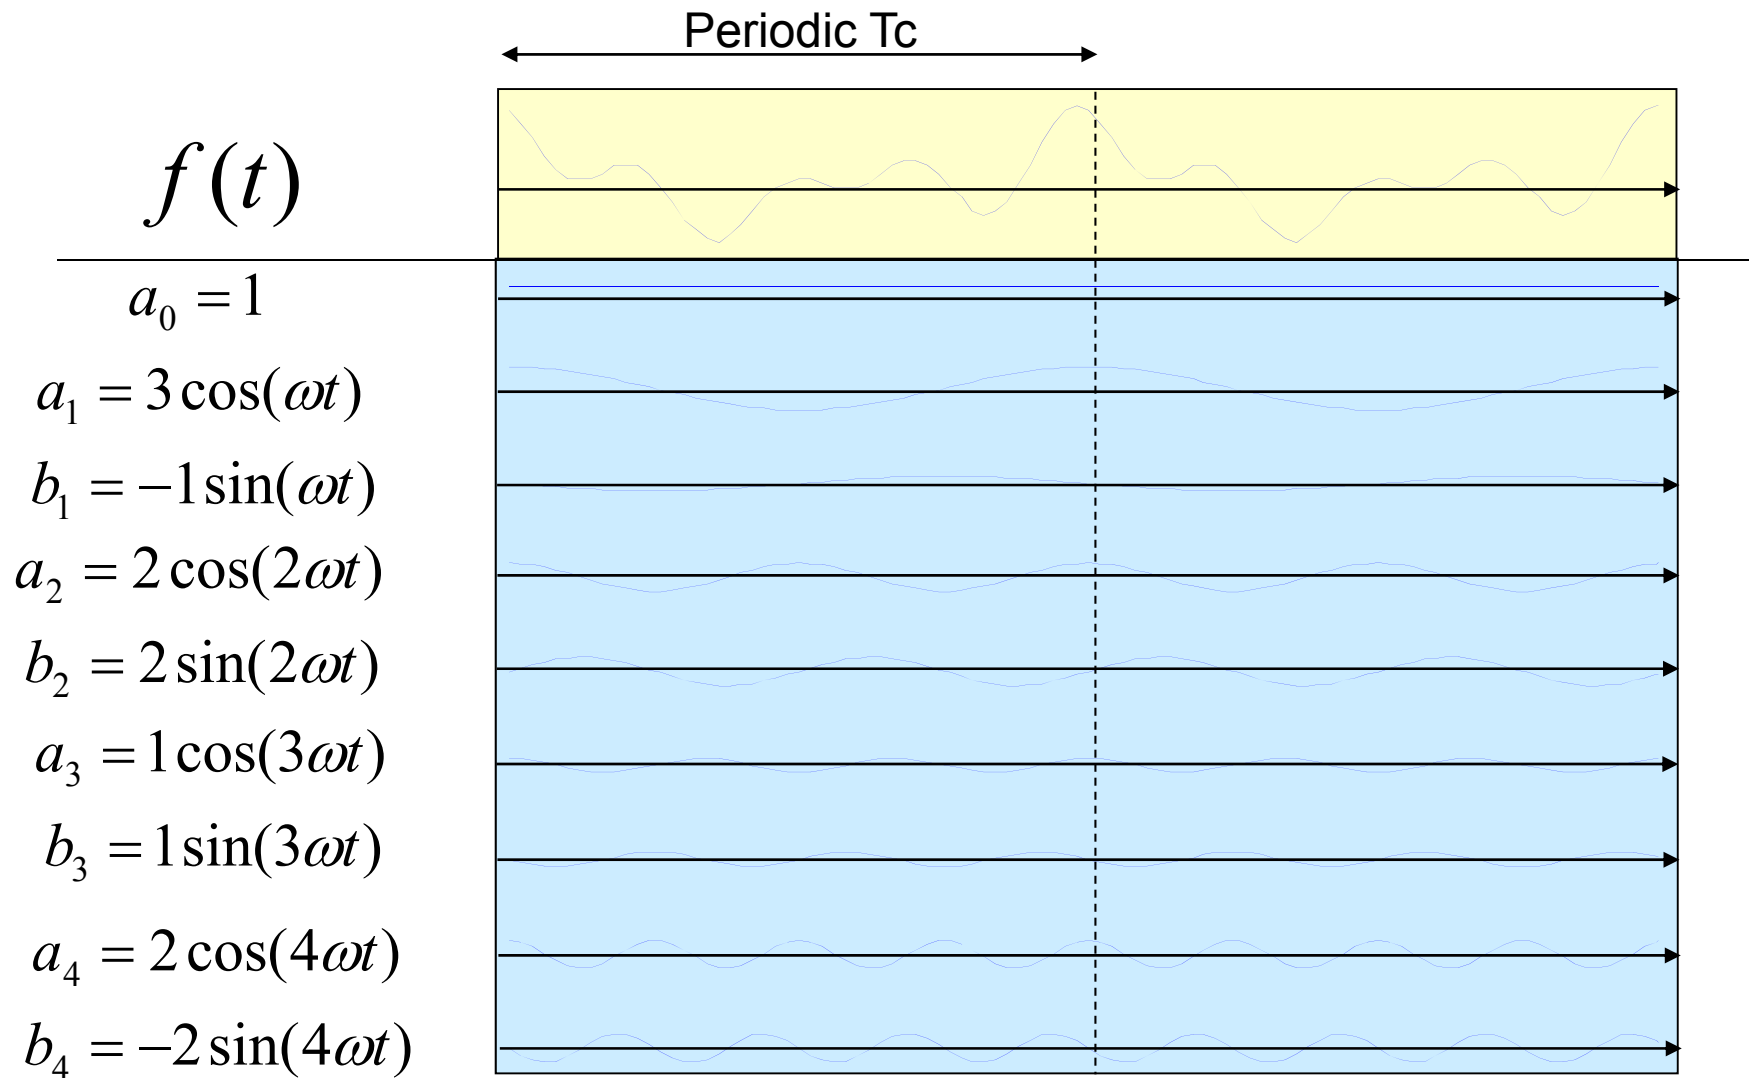 Periodic Tc
f(t)
a₀ = 1
a₁ = 3cos(ωt)
b₁ = −1sin(ωt)
a₂ = 2cos(2ωt)
b₂ = 2sin(2ωt)
a₃ = 1cos(3ωt)
b₃ = 1sin(3ωt)
a₄ = 2cos(4ωt)
b₄ = −2sin(4ωt)